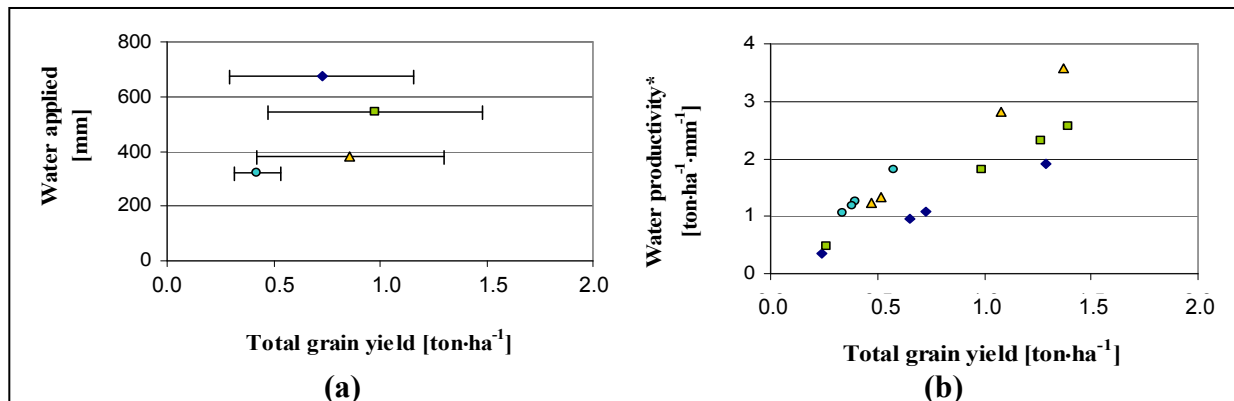 Water applied
[mm]
800
600
400
200
0
0.0 0.5 1.0 1.5 2.0
Total grain yield [ton·ha⁻¹]
(a)
Water productivity*
[ton·ha⁻¹·mm⁻¹]
4
3
2
1
0
0.0 0.5 1.0 1.5 2.0
Total grain yield [ton·ha⁻¹]
(b)